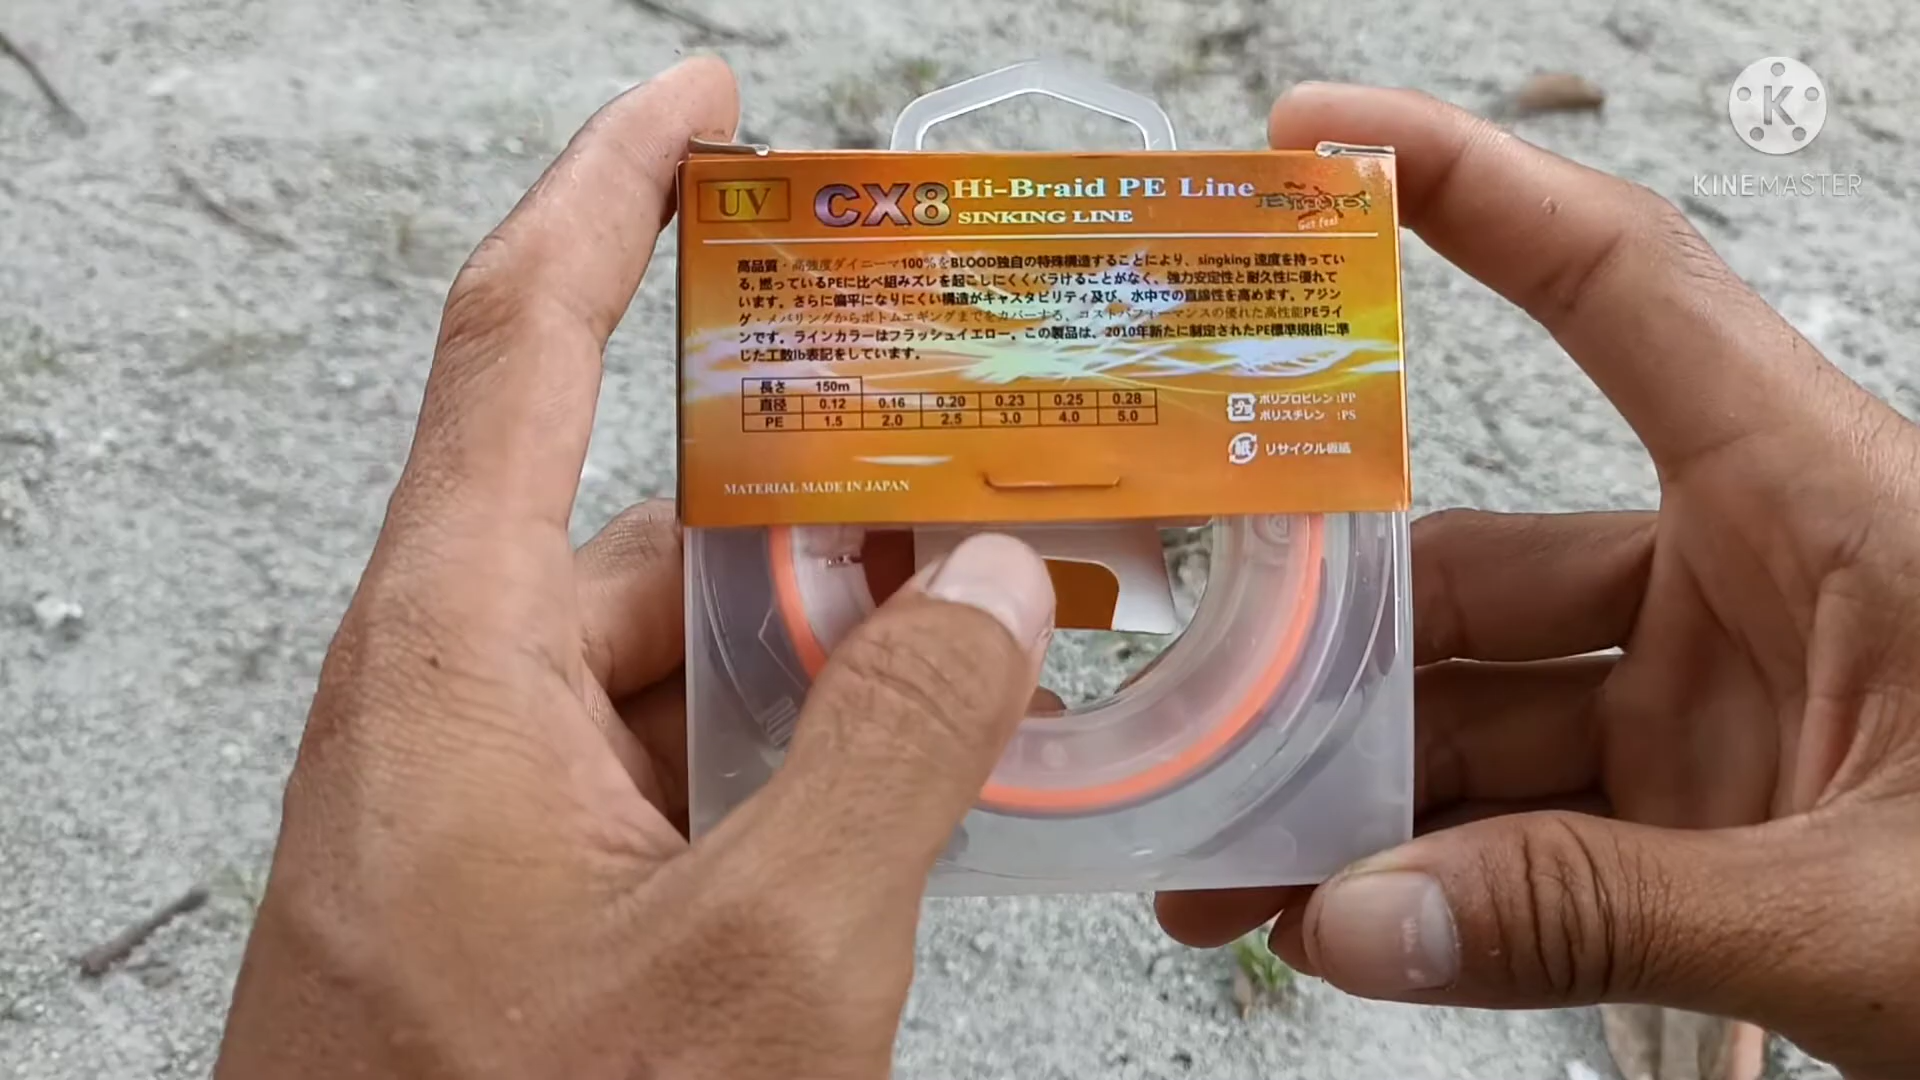 UV CX8 Hi-Braid PE Line
SINKING LINE
Get feel
KINEMASTER
高品質・高強度ダイニーマ100%をBLOOD独自の特殊構造することにより、singking 速度を持ってい
る, 撚っているPEに比べ組みズレを起こしにくくバラけることがなく、強力安定性と耐久性に優れて
います。さらに偏平になりにくい構造がキャスタビリティ及び、水中での直線性を高めます。アジン
グ・メバリングからボトムエギングまでをカバーする、コストパフォーマンスの優れた高性能PEライ
ンです。ラインカラーはフラッシュイエロー。この製品は、2010年新たに制定されたPE標準規格に準
じた工数lb表記をしています。
長さ 150m
直径 0.12 0.16 0.20 0.23 0.25 0.28
PE 1.5 2.0 2.5 3.0 4.0 5.0
ポリプロピレン :PP
ポリスチレン :PS
紙 リサイクル板紙
MATERIAL MADE IN JAPAN